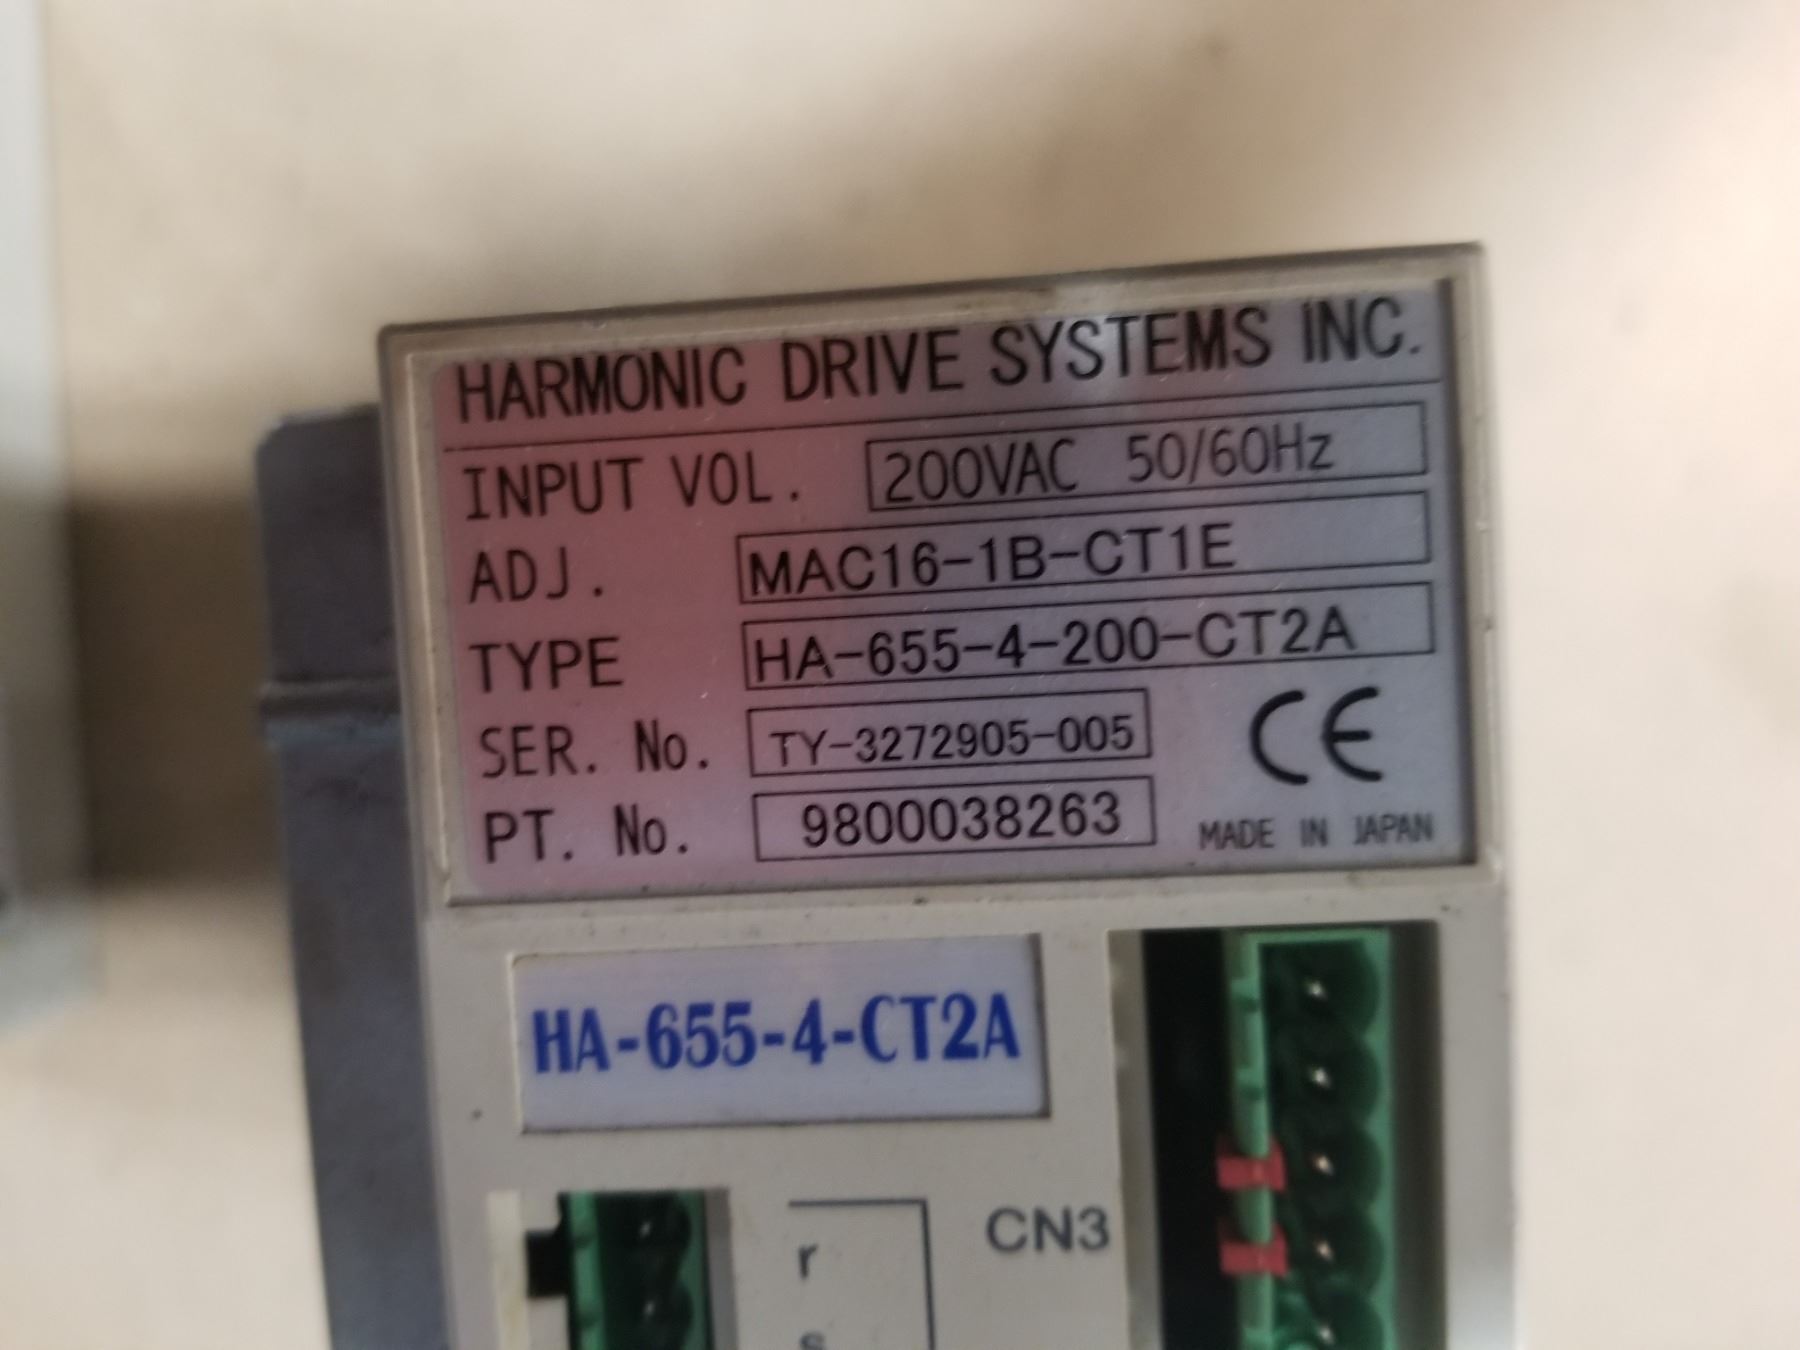 HARMONIC DRIVE SYSTEMS INC.
INPUT VOL. 200VAC 50/60Hz
ADJ. MAC16-1B-CT1E
TYPE HA-655-4-200-CT2A
SER. No. TY-3272905-005
PT. No. 9800038263
CE
MADE IN JAPAN
HA-655-4-CT2A
CN3
r
s